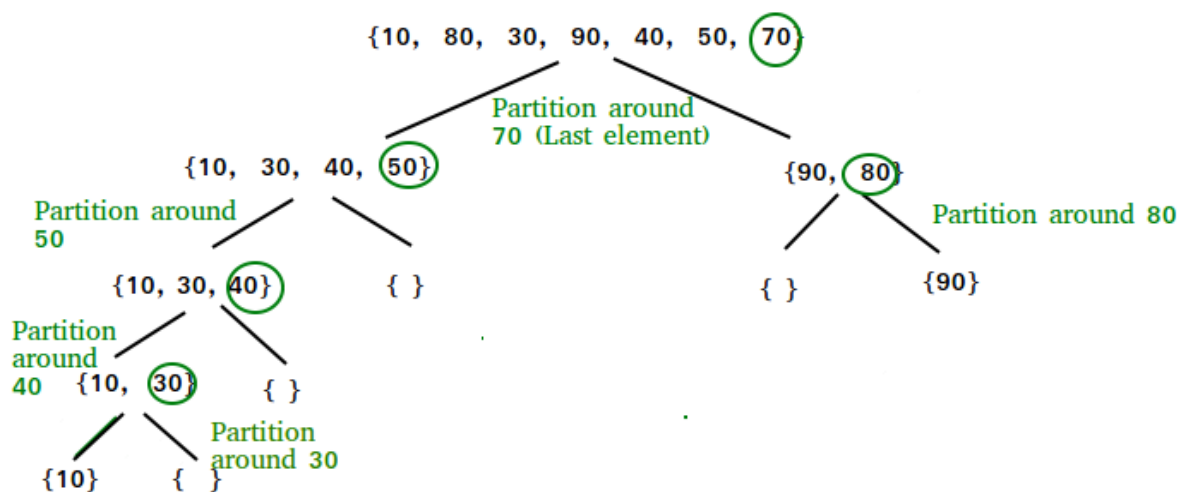 {10, 80, 30, 90, 40, 50, 70}
Partition around
70 (Last element)
{10, 30, 40, 50}
{90, 80}
Partition around
50
Partition around 80
{10, 30, 40}
{ }
{ }
{90}
Partition
around
40
{10, 30}
{ }
Partition
around 30
{10}
{ }